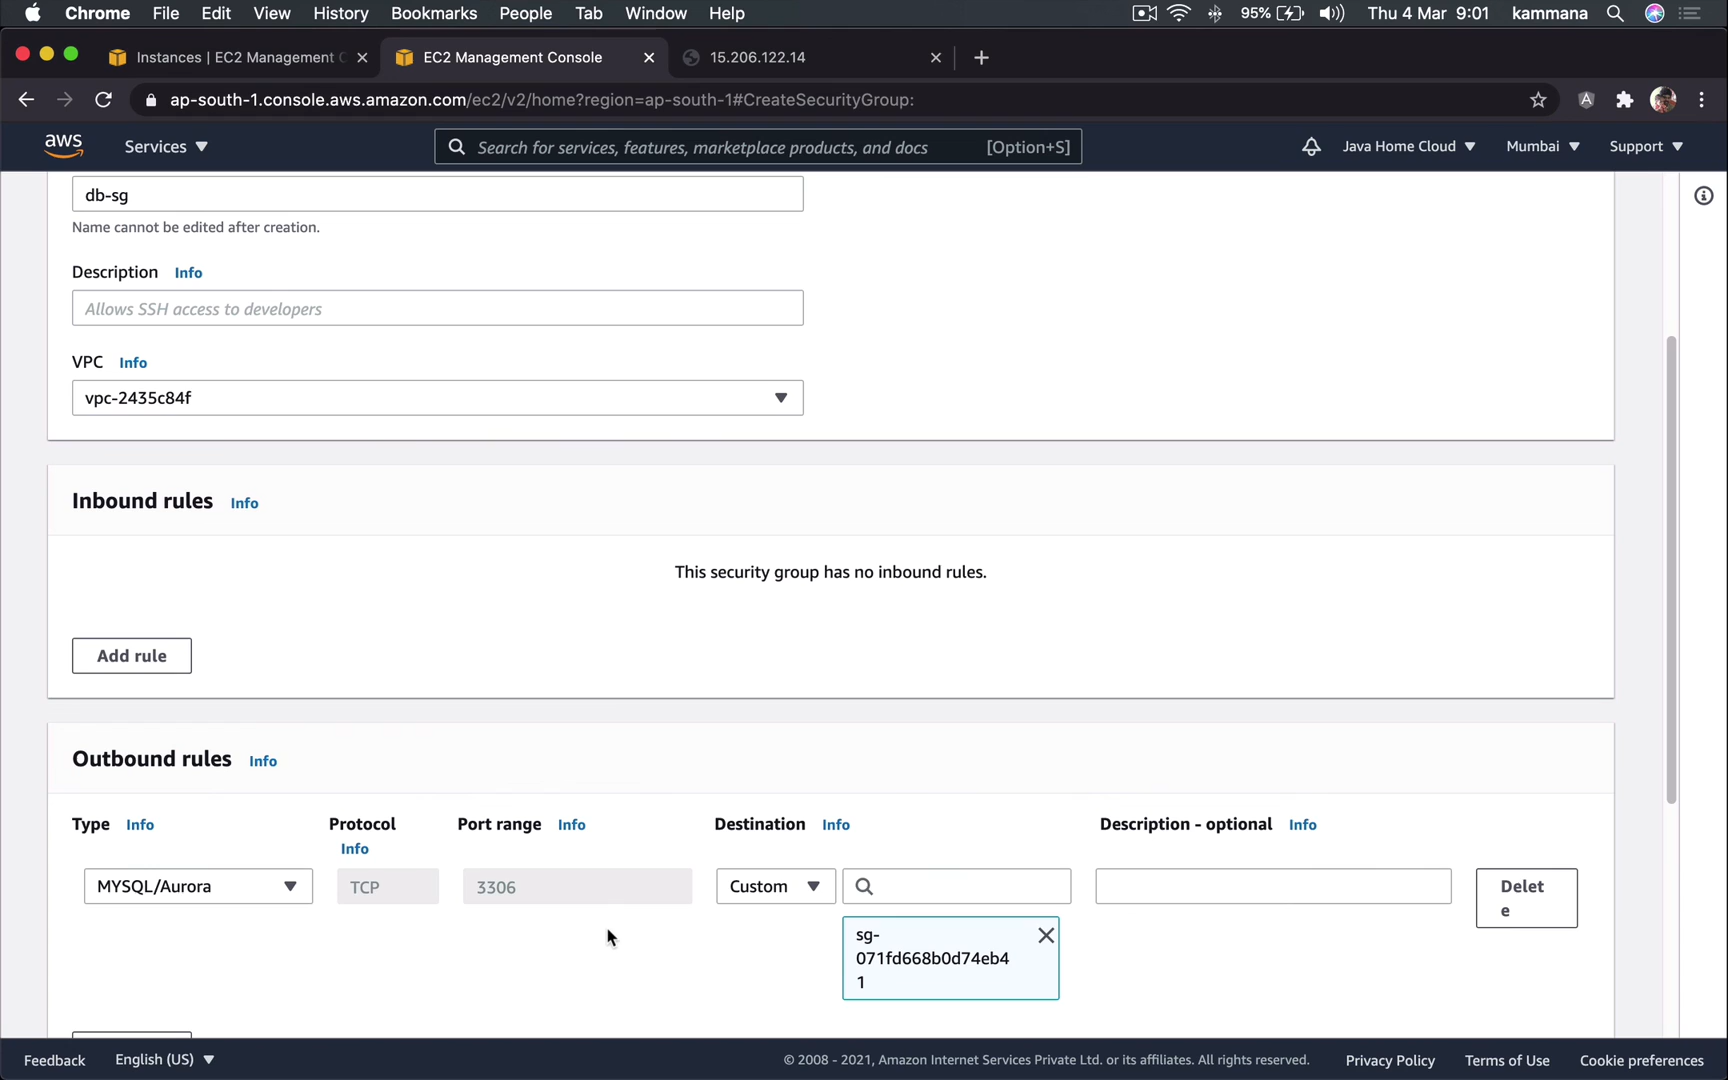 Chrome File Edit View History Bookmarks People Tab Window Help 95% Thu 4 Mar 9:01 kammana
Instances | EC2 Management C EC2 Management Console 15.206.122.14
ap-south-1.console.aws.amazon.com/ec2/v2/home?region=ap-south-1#CreateSecurityGroup:
aws Services Search for services, features, marketplace products, and docs [Option+S] Java Home Cloud Mumbai Support
db-sg
Name cannot be edited after creation.
Description Info
Allows SSH access to developers
VPC Info
vpc-2435c84f
Inbound rules Info
This security group has no inbound rules.
Add rule
Outbound rules Info
Type Info Protocol Port range Info Destination Info Description - optional Info
Info
MYSQL/Aurora TCP 3306 Custom Delet
e
sg-
071fd668b0d74eb4
1
Feedback English (US) © 2008 - 2021, Amazon Internet Services Private Ltd. or its affiliates. All rights reserved. Privacy Policy Terms of Use Cookie preferences